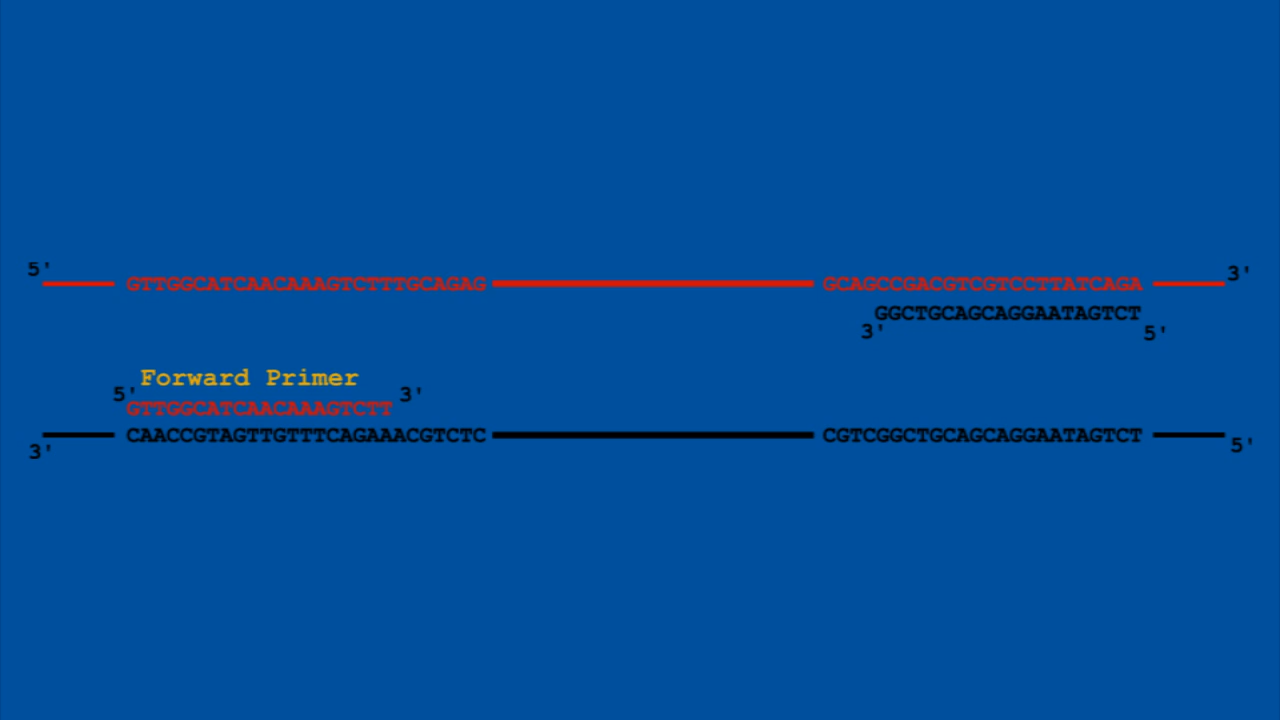 5' GTTGGCATCAACAAAGTCTTTGCAGAG GCAGCCGACGTCGTCCTTATCAGA 3'
3' GGCTGCAGCAGGAATAGTCT 5'
Forward Primer
5' GTTGGCATCAACAAAGTCTT 3'
3' CAACCGTAGTTGTTTCAGAAACGTCTC CGTCGGCTGCAGCAGGAATAGTCT 5'